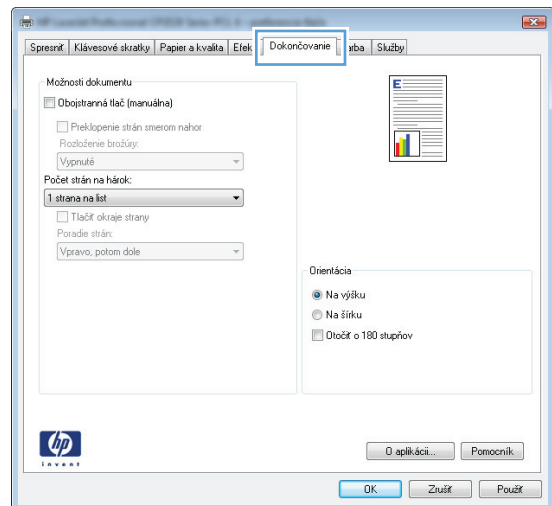 Spresniť Klávesové skratky Papier a kvalita Efek Dokončovanie arba Služby
Možnosti dokumentu
Obojstranná tlač (manuálna)
Preklopenie strán smerom nahor
Rozloženie brožúry:
Vypnuté
Počet strán na hárok:
1 strana na list
Tlačiť okraje strany
Poradie strán:
Vpravo, potom dole
E
Orientácia
Na výšku
Na šírku
Otočiť o 180 stupňov
hp
invent
O aplikácii... Pomocník
OK Zrušiť Použiť